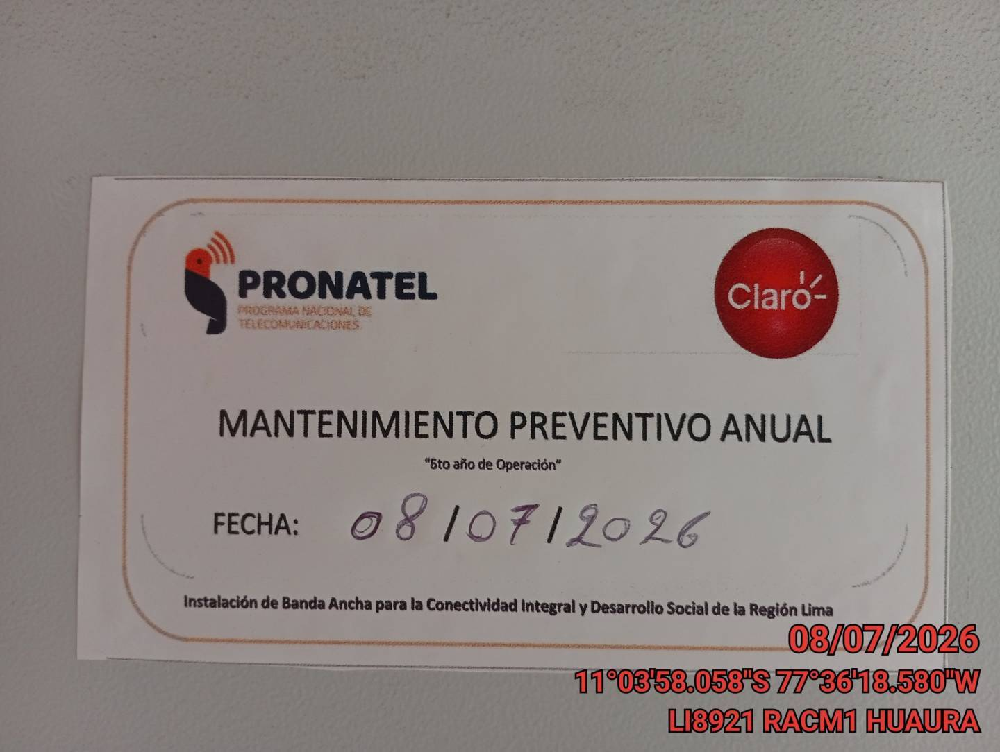 PRONATEL
PROGRAMA NACIONAL DE
TELECOMUNICACIONES
Claro
MANTENIMIENTO PREVENTIVO ANUAL
"6to año de Operación"
FECHA: 08/07/2026
Instalación de Banda Ancha para la Conectividad Integral y Desarrollo Social de la Región Lima
08/07/2026
11°03'58.058"S 77°36'18.580"W
LI8921 RACM1 HUAURA